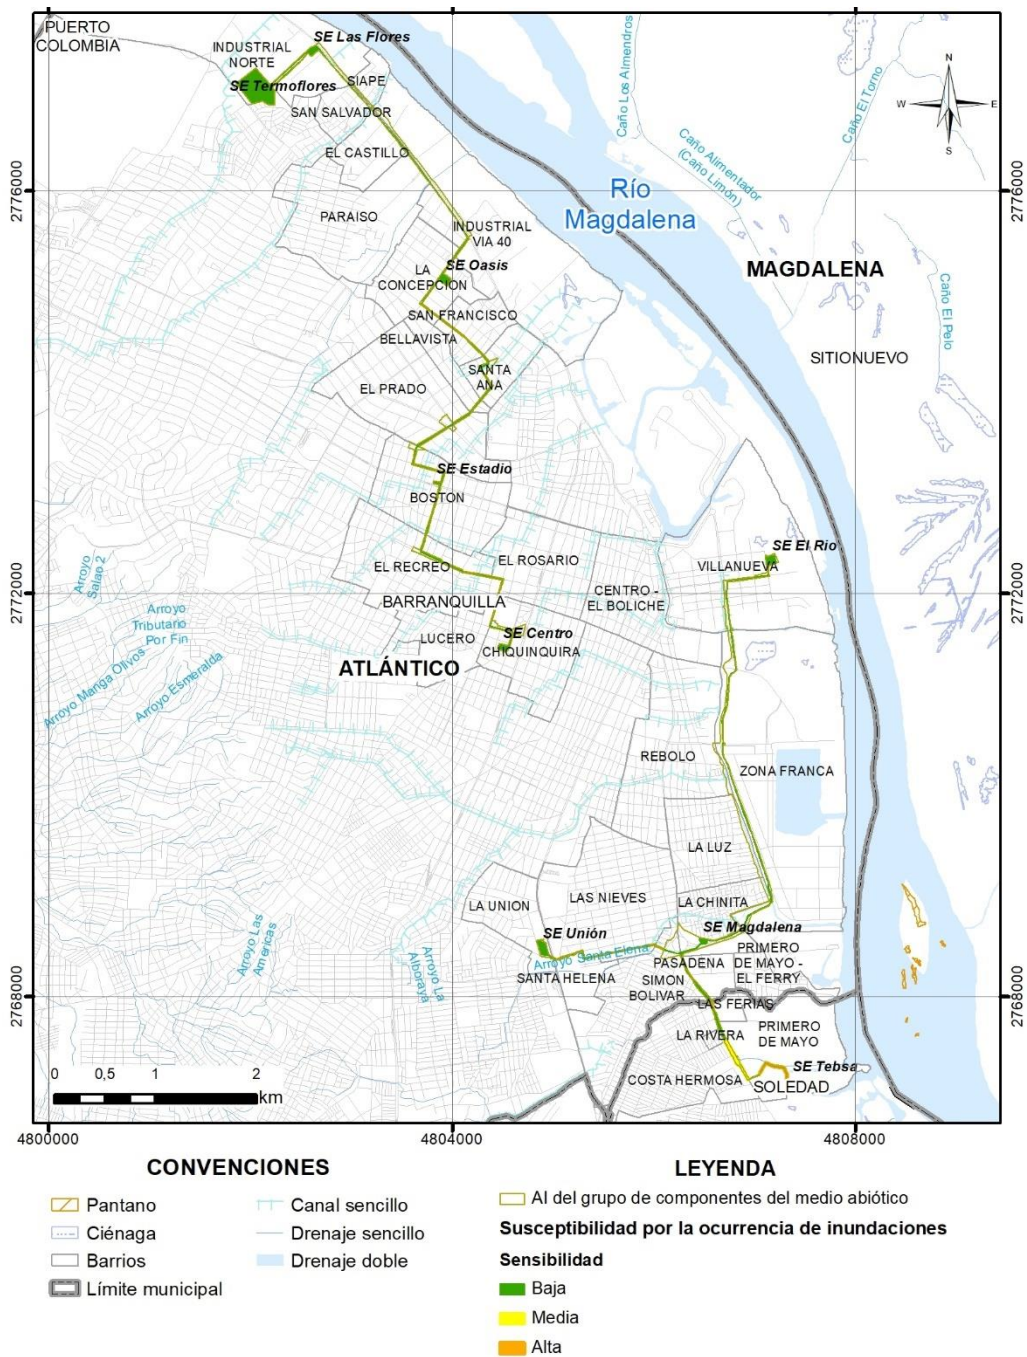 PUERTO
COLOMBIA
INDUSTRIAL
NORTE
SE Las Flores
SE Termoflores
SIAPE
SAN SALVADOR
EL CASTILLO
PARAISO
INDUSTRIAL
VIA 40
LA
CONCEPCION
SE Oasis
SAN FRANCISCO
BELLAVISTA
SANTA
ANA
EL PRADO
SE Estadio
BOSTON
EL RECREO
EL ROSARIO
BARRANQUILLA
LUCERO
SE Centro
CHIQUINQUIRA
ATLÁNTICO
CENTRO -
EL BOLICHE
VILLANUEVA
SE El Rio
REBOLO
ZONA FRANCA
LA LUZ
LA UNION
LAS NIEVES
LA CHINITA
SE Unión
SE Magdalena
Arroyo Santa Elena
SANTA HELENA
PASADENA
PRIMERO
DE MAYO -
EL FERRY
SIMON
BOLIVAR
LAS FERIAS
LA RIVERA
PRIMERO
DE MAYO
SE Tebsa
COSTA HERMOSA
SOLEDAD
Río
Magdalena
MAGDALENA
SITIONUEVO
Caño Los Almendros
Caño Alimentador
(Caño Limón)
Caño El Torno
Caño El Pelo
Arroyo
Salao 2
Arroyo
Tributario
Por Fin
Arroyo Manga Olivos
Arroyo Esmeralda
Arroyo Las
Americas
Arroyo La
Alboraya
N
W
E
S
2776000
2776000
2772000
2772000
2768000
2768000
0 0,5 1 2
km
4800000
4804000
4808000
CONVENCIONES
Pantano
Ciénaga
Barrios
Límite municipal
Canal sencillo
Drenaje sencillo
Drenaje doble
LEYENDA
AI del grupo de componentes del medio abiótico
Susceptibilidad por la ocurrencia de inundaciones
Sensibilidad
Baja
Media
Alta